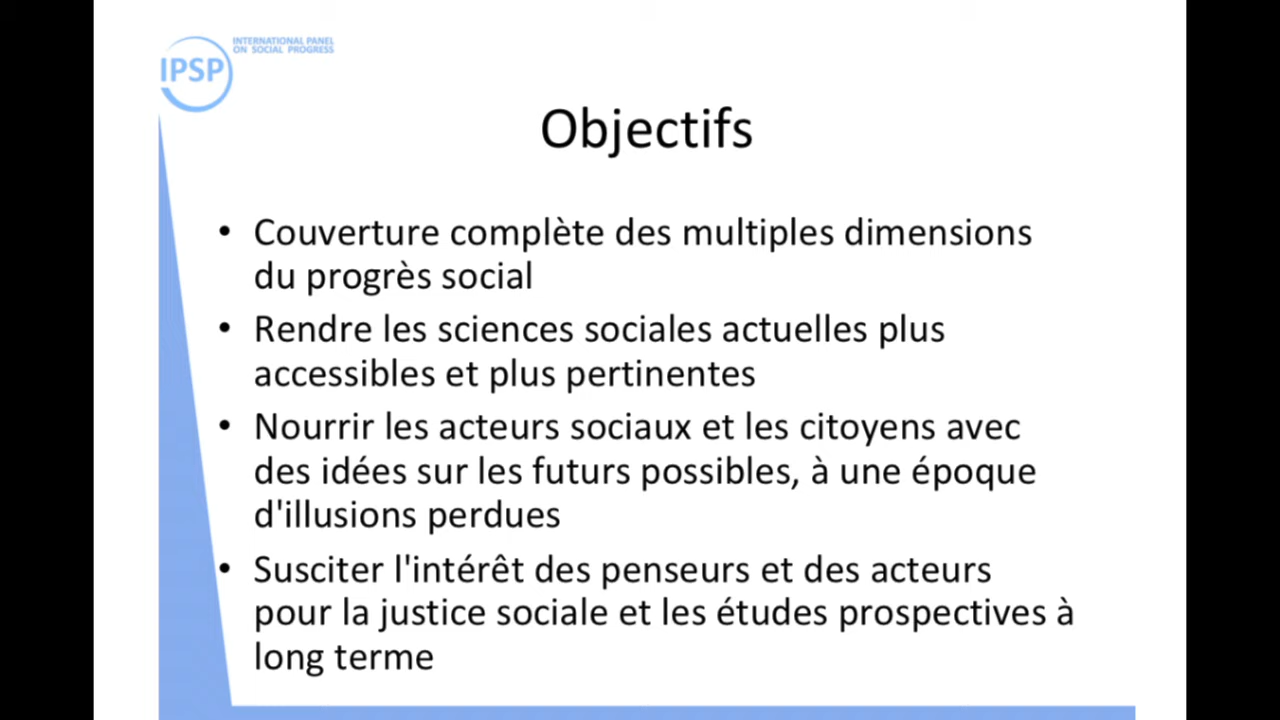 INTERNATIONAL PANEL
ON SOCIAL PROGRESS
IPSP
Objectifs
• Couverture complète des multiples dimensions
du progrès social
• Rendre les sciences sociales actuelles plus
accessibles et plus pertinentes
• Nourrir les acteurs sociaux et les citoyens avec
des idées sur les futurs possibles, à une époque
d'illusions perdues
• Susciter l'intérêt des penseurs et des acteurs
pour la justice sociale et les études prospectives à
long terme